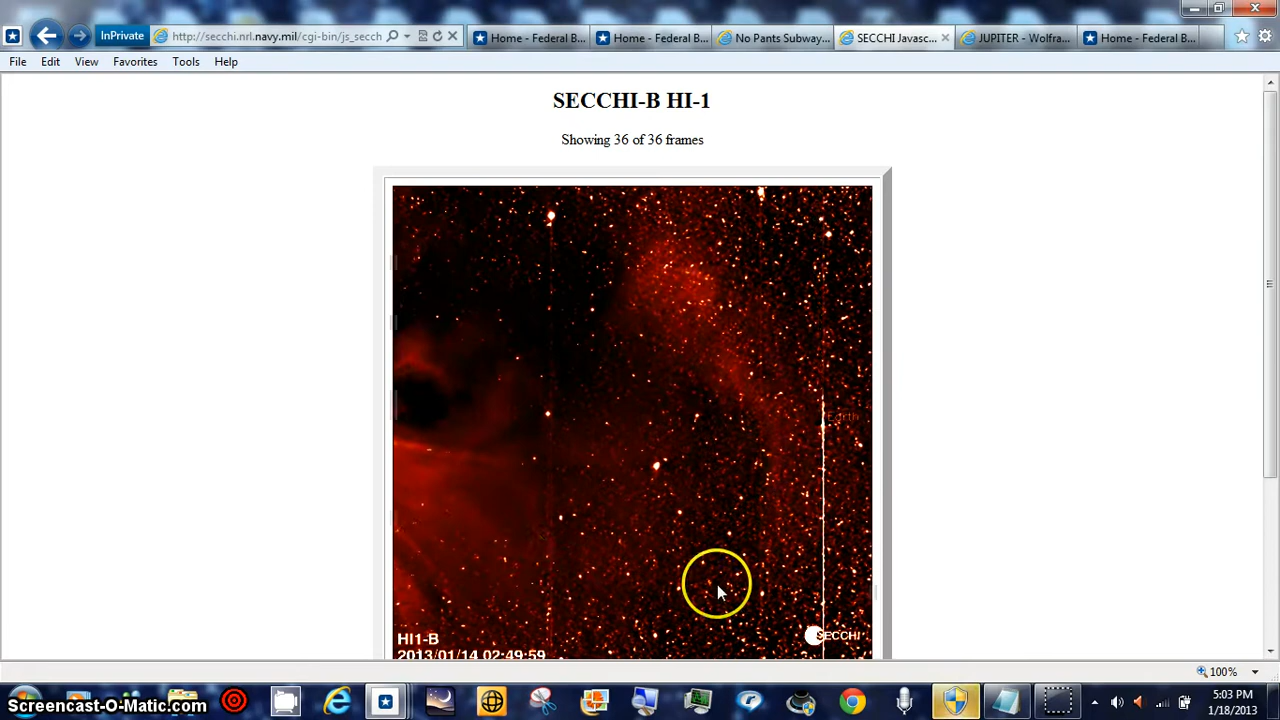 InPrivate
http://secchi.nrl.navy.mil/cgi-bin/js_secch
Home - Federal B...
Home - Federal B...
No Pants Subway...
SECCHI Javasc...
JUPITER - Wolfra...
Home - Federal B...
File Edit View Favorites Tools Help
SECCHI-B HI-1
Showing 36 of 36 frames
Earth
HI1-B
2013/01/14 02:49:59
SECCHI
100%
Screencast-O-Matic.com
5:03 PM
1/18/2013